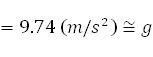 = 9.74 (m/s²) ≅ g